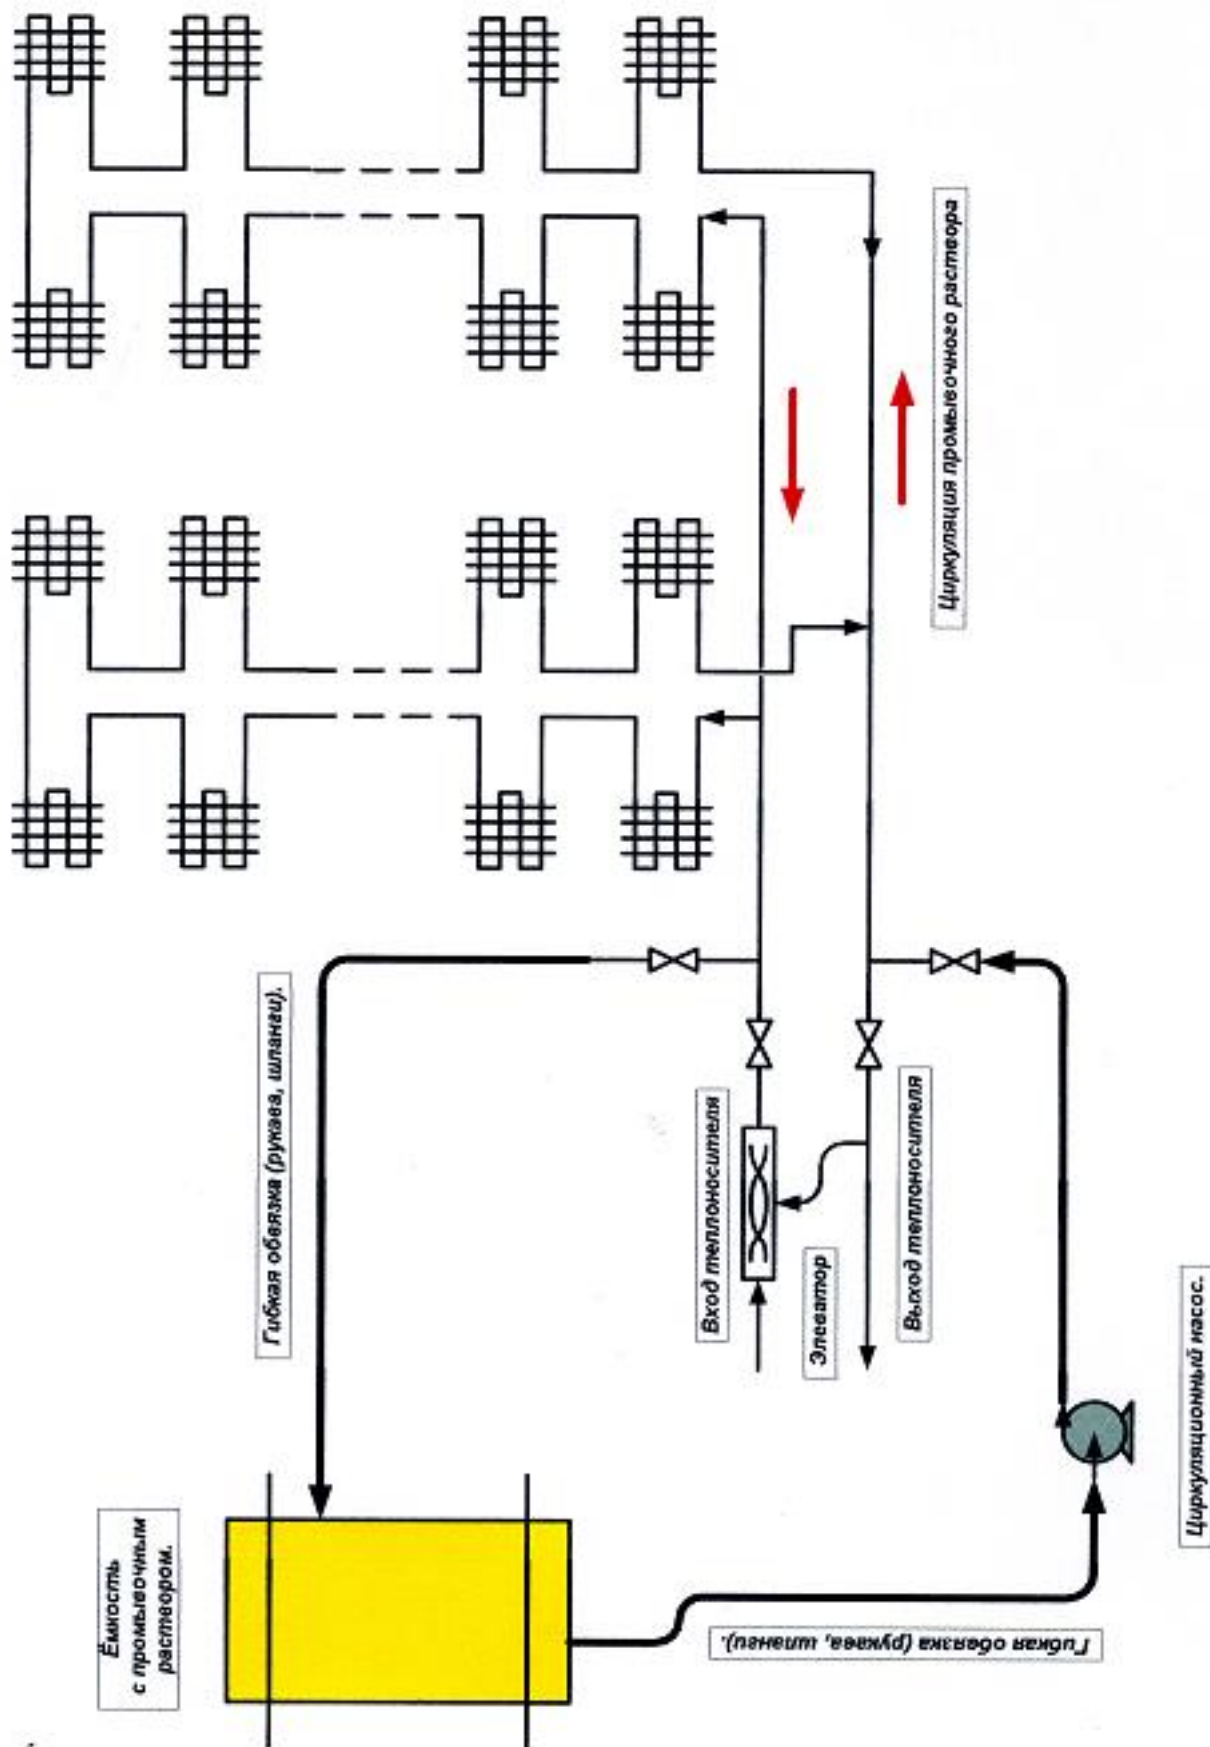 Циркуляция промывочного раствора
Гибкая обвязка (рукава, шланги).
Вход теплоносителя
Элеватор
Выход теплоносителя
Циркуляционный насос.
Ёмкость
с промывочным
раствором.
Гибкая обвязка (рукава, шланги).